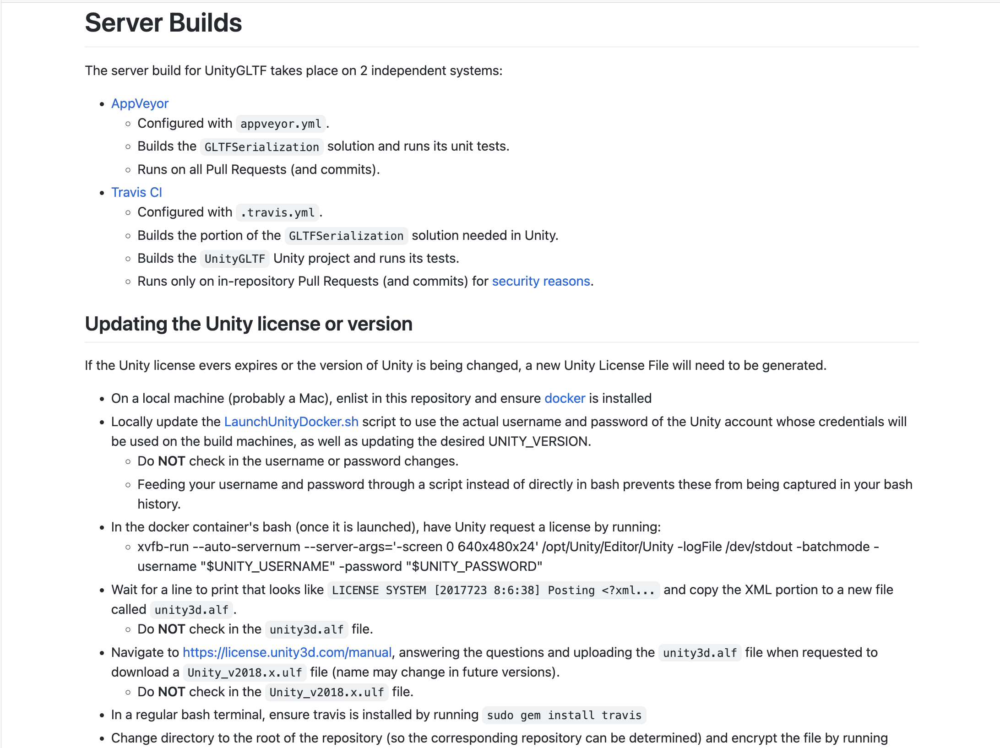 Server Builds
The server build for UnityGLTF takes place on 2 independent systems:
AppVeyor
Configured with appveyor.yml.
Builds the GLTFSerialization solution and runs its unit tests.
Runs on all Pull Requests (and commits).
Travis CI
Configured with .travis.yml.
Builds the portion of the GLTFSerialization solution needed in Unity.
Builds the UnityGLTF Unity project and runs its tests.
Runs only on in-repository Pull Requests (and commits) for security reasons.
Updating the Unity license or version
If the Unity license evers expires or the version of Unity is being changed, a new Unity License File will need to be generated.
On a local machine (probably a Mac), enlist in this repository and ensure docker is installed
Locally update the LaunchUnityDocker.sh script to use the actual username and password of the Unity account whose credentials will
be used on the build machines, as well as updating the desired UNITY_VERSION.
Do NOT check in the username or password changes.
Feeding your username and password through a script instead of directly in bash prevents these from being captured in your bash
history.
In the docker container's bash (once it is launched), have Unity request a license by running:
xvfb-run --auto-servernum --server-args='-screen 0 640x480x24' /opt/Unity/Editor/Unity -logFile /dev/stdout -batchmode -
username "$UNITY_USERNAME" -password "$UNITY_PASSWORD"
Wait for a line to print that looks like LICENSE SYSTEM [2017723 8:6:38] Posting <?xml... and copy the XML portion to a new file
called unity3d.alf.
Do NOT check in the unity3d.alf file.
Navigate to https://license.unity3d.com/manual, answering the questions and uploading the unity3d.alf file when requested to
download a Unity_v2018.x.ulf file (name may change in future versions).
Do NOT check in the Unity_v2018.x.ulf file.
In a regular bash terminal, ensure travis is installed by running sudo gem install travis
Change directory to the root of the repository (so the corresponding repository can be determined) and encrypt the file by running